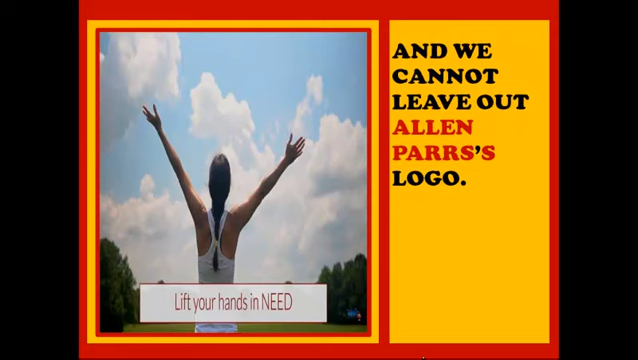 AND WE
CANNOT
LEAVE OUT
ALLEN
PARRS'S
LOGO.
Lift your hands in NEED